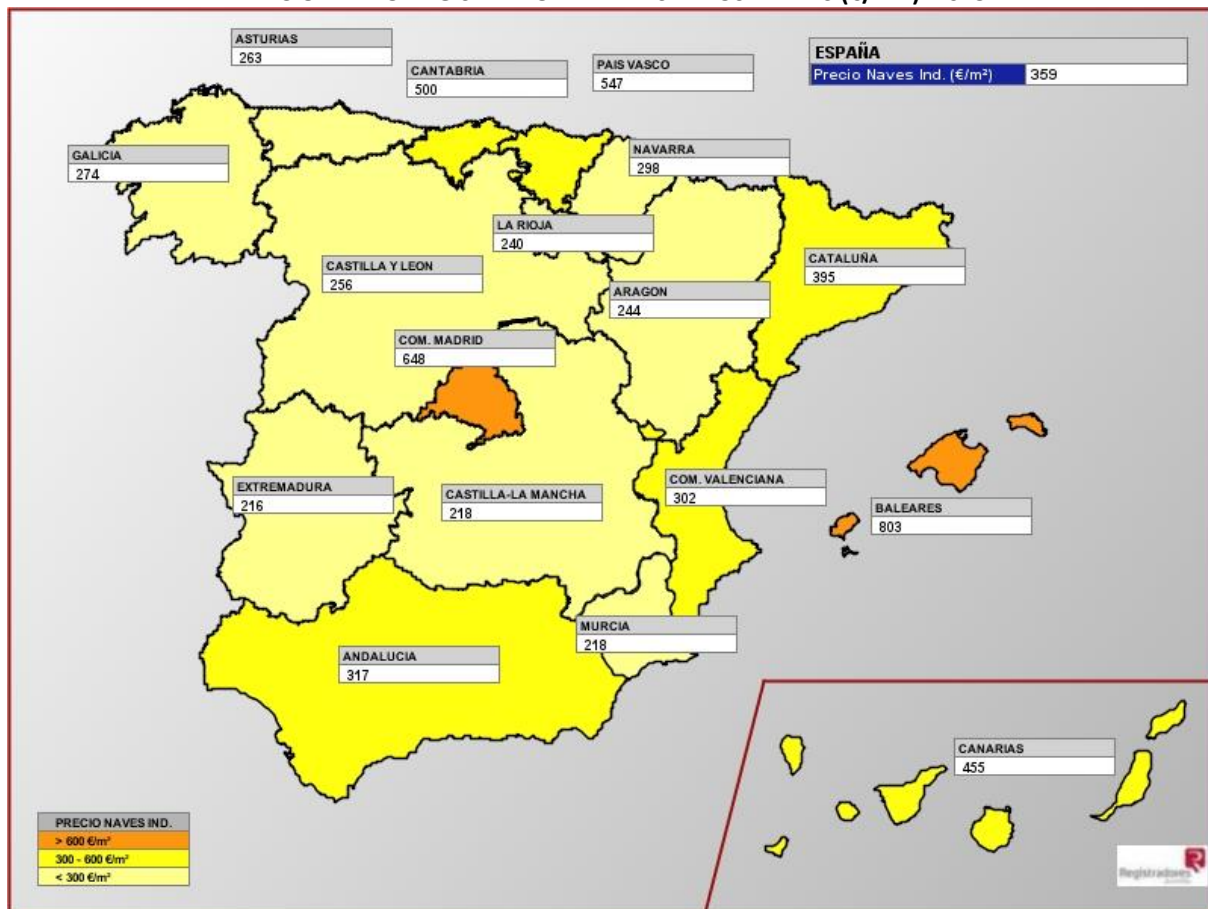 ASTURIAS
263
CANTABRIA
500
PAIS VASCO
547
ESPAÑA
Precio Naves Ind. (€/m²) 359
GALICIA
274
NAVARRA
298
LA RIOJA
240
CASTILLA Y LEON
256
CATALUÑA
395
ARAGON
244
COM. MADRID
648
EXTREMADURA
216
CASTILLA-LA MANCHA
218
COM. VALENCIANA
302
BALEARES
803
MURCIA
218
ANDALUCIA
317
CANARIAS
455
PRECIO NAVES IND.
> 600 €/m²
300 - 600 €/m²
< 300 €/m²
Registradores